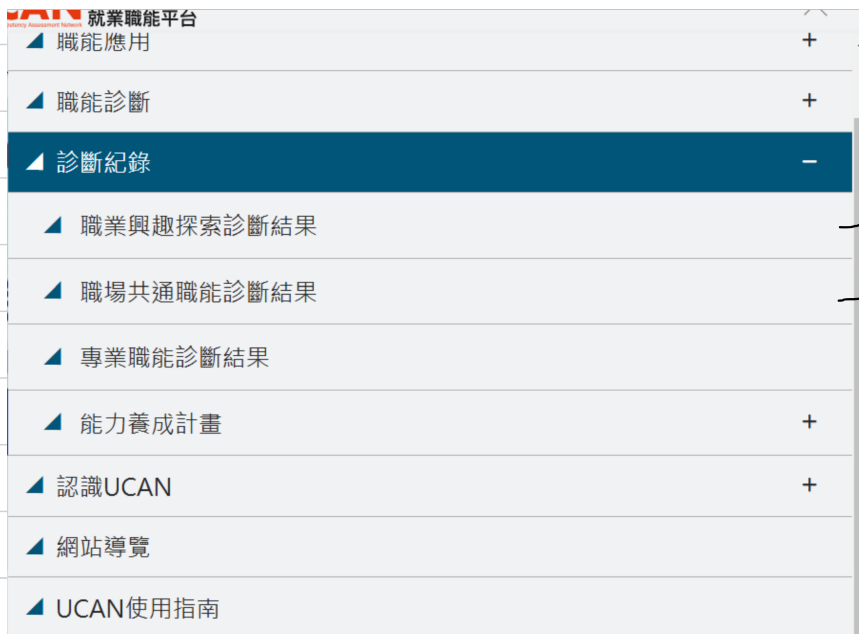 就業職能平台
職能應用 +
職能診斷 +
診斷紀錄 −
職業興趣探索診斷結果
職場共通職能診斷結果
專業職能診斷結果
能力養成計畫 +
認識UCAN +
網站導覽
UCAN使用指南